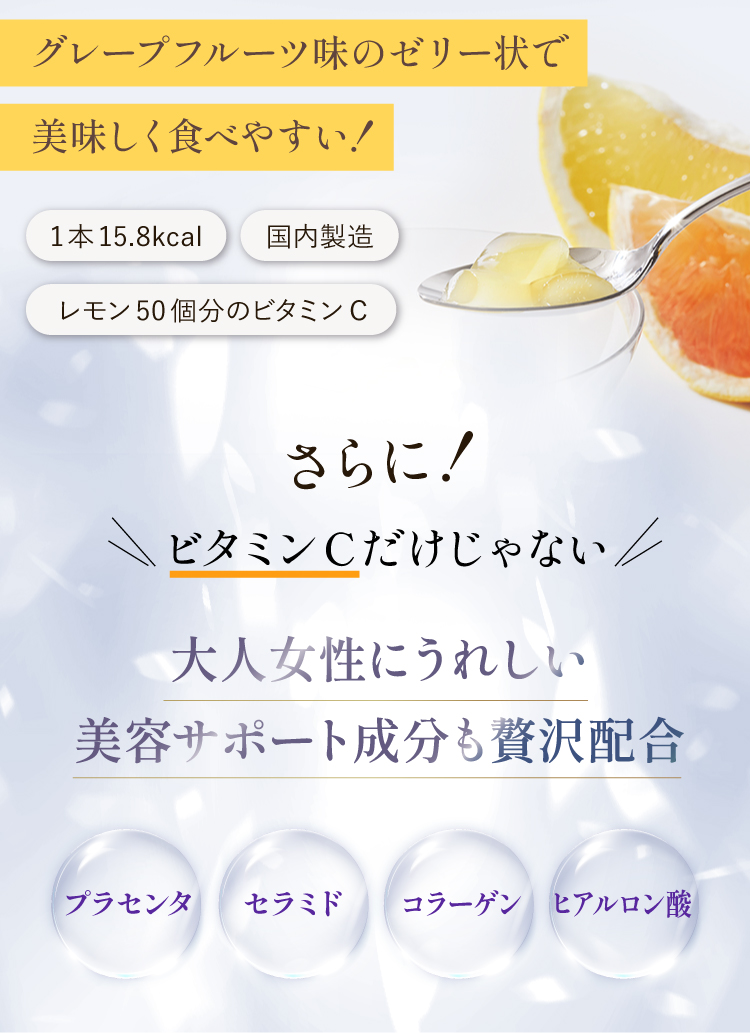 グレープフルーツ味のゼリー状で
美味しく食べやすい!
1本15.8kcal
国内製造
レモン50個分のビタミンC
さらに!
ビタミンCだけじゃない
大人女性にうれしい
美容サポート成分も贅沢配合
プラセンタ
セラミド
コラーゲン
ヒアルロン酸